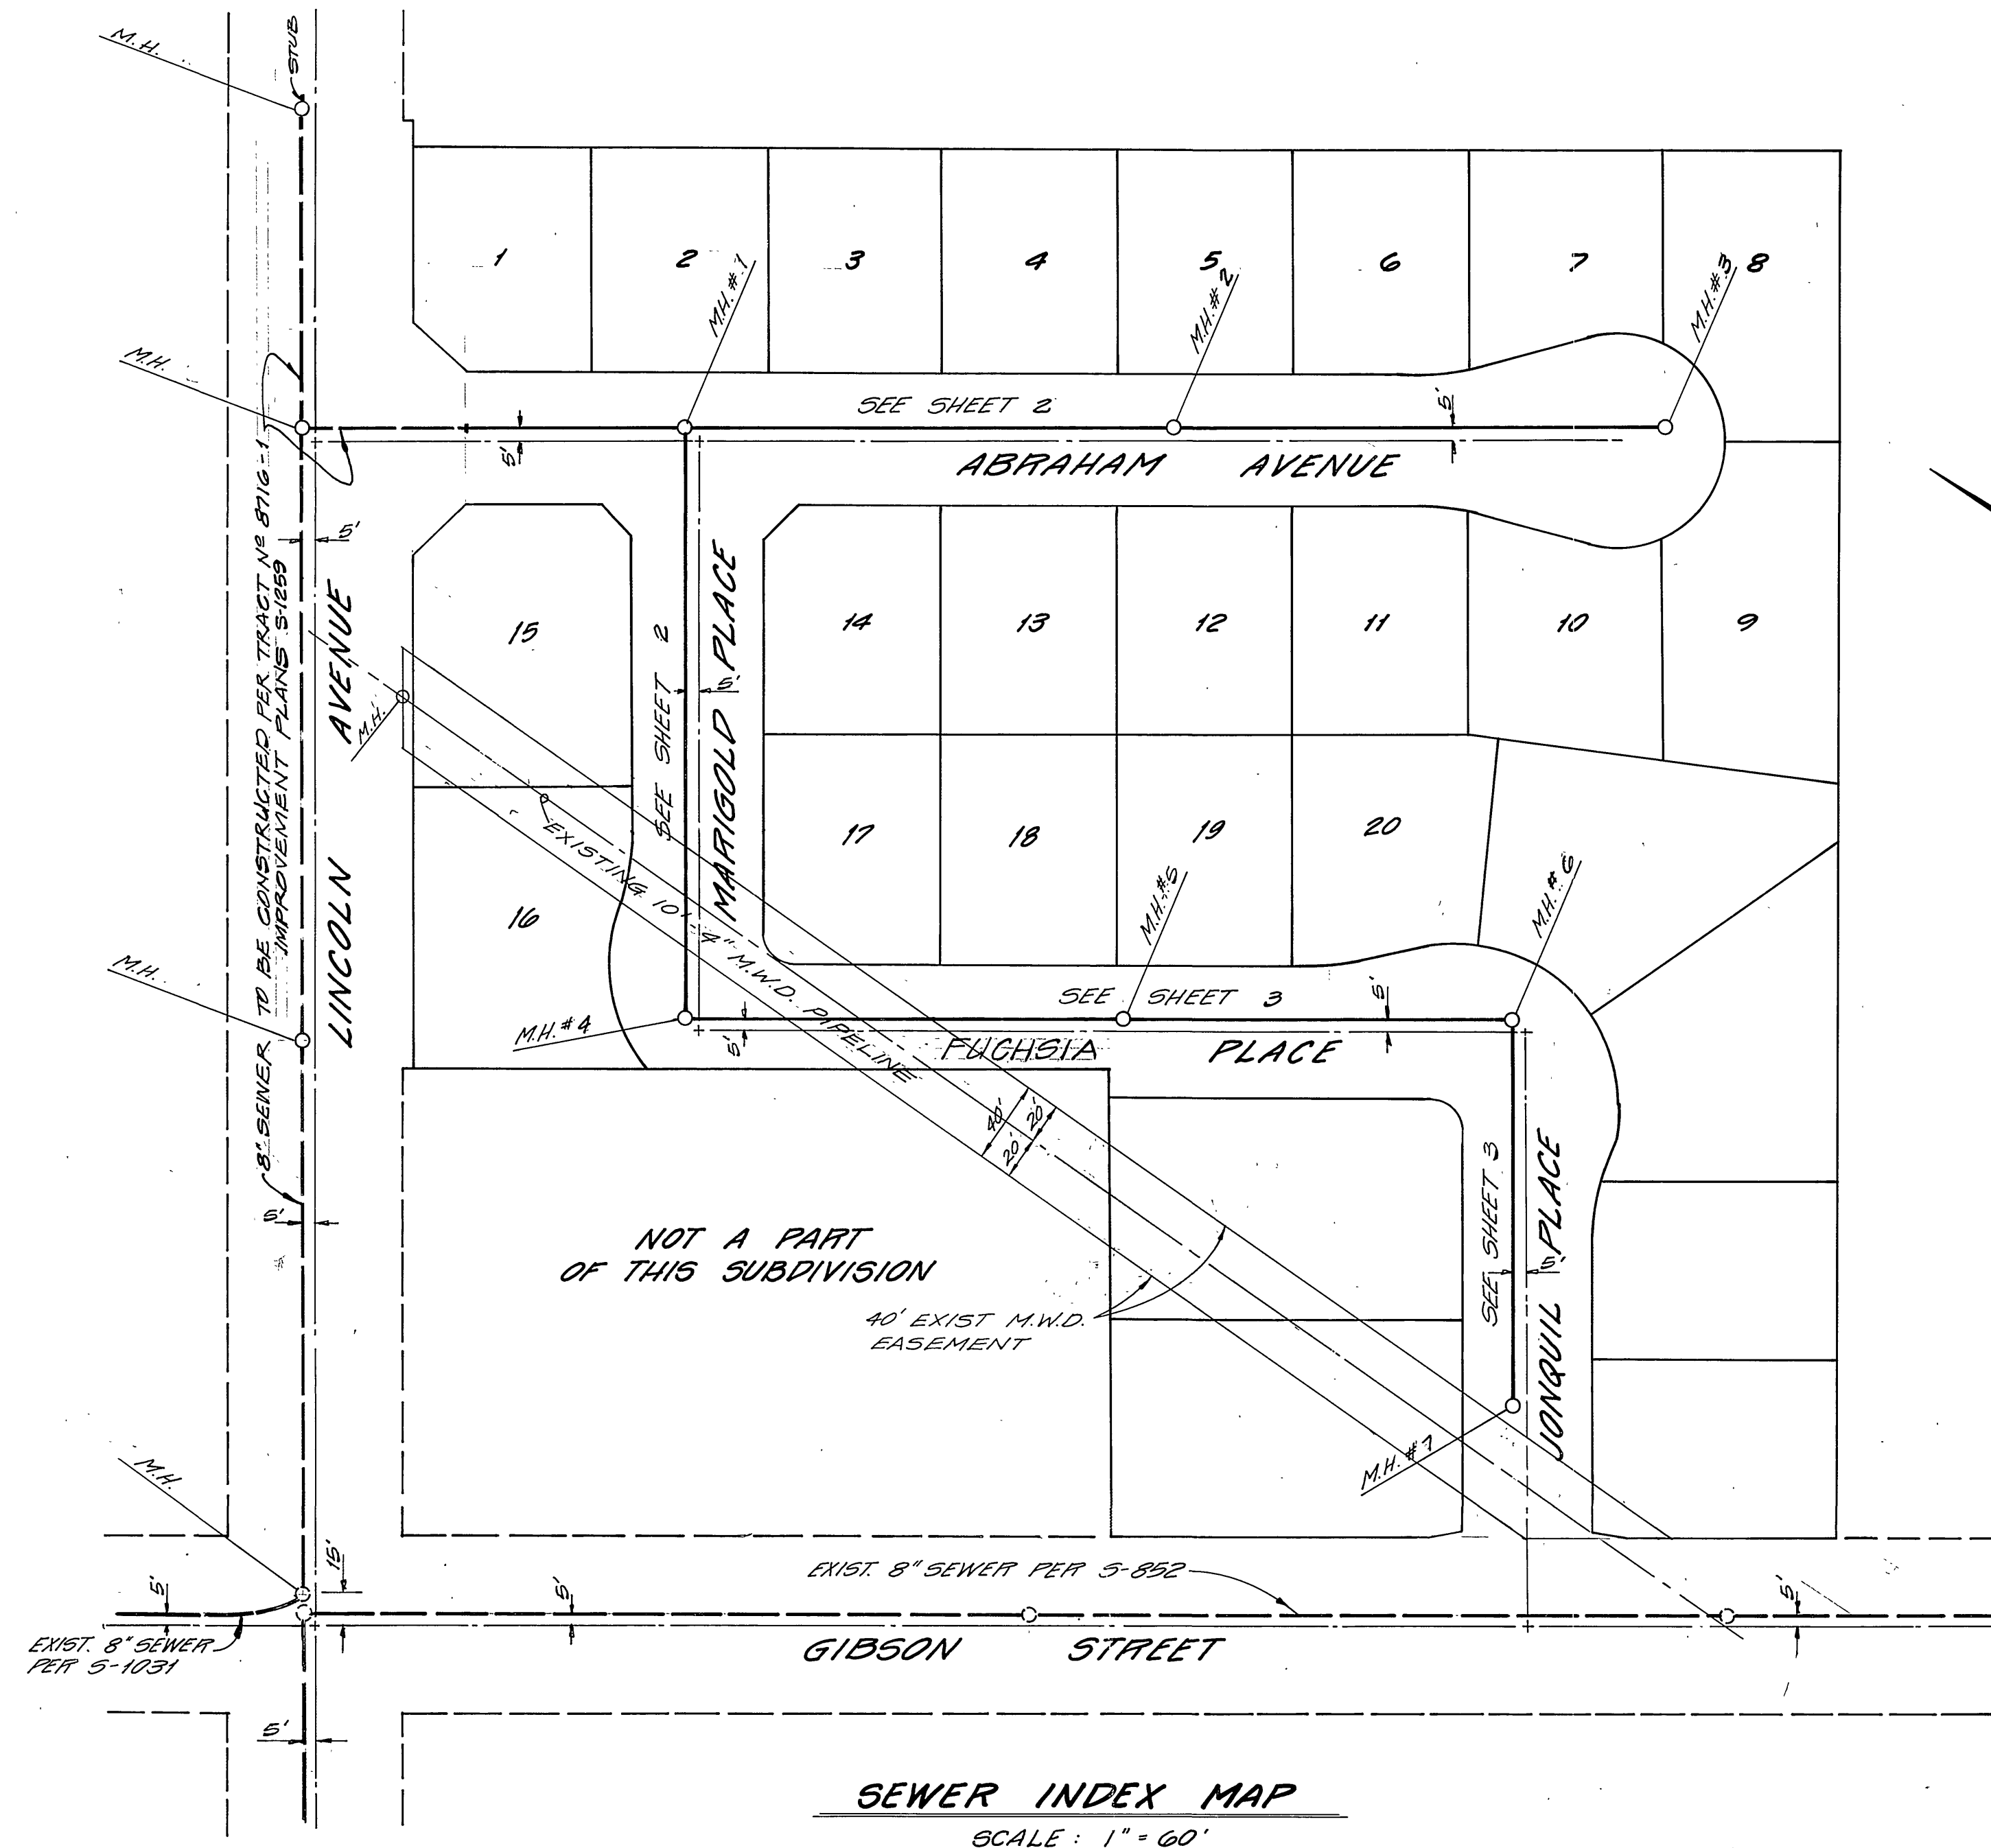 STUB
M.H.
M.H.
1
2
3
4
5
6
7
8
M.H. #1
M.H. # 2
M.H. #3
SEE SHEET 2
5'
5'
ABRAHAM AVENUE
8" SEWER TO BE CONSTRUCTED PER TRACT Nº 8716-1
IMPROVEMENT PLANS S-1259
5'
LINCOLN AVENUE
M.H.
15
SEE SHEET 2
MARIGOLD PLACE
5'
14
13
12
11
10
9
17
18
19
20
16
EXISTING 10'-4" M.W.D. PIPELINE
M.H.
M.H. #4
M.H. #5
M.H. # 6
SEE SHEET 3
5'
5'
FUCHSIA PLACE
40'
20'
20'
SEE SHEET 3
JONQUIL PLACE
5'
5'
NOT A PART
OF THIS SUBDIVISION
40' EXIST M.W.D.
EASEMENT
M.H. # 7
M.H.
15'
5'
EXIST. 8" SEWER PER S-852
5'
5'
EXIST. 8" SEWER
PER S-1031
GIBSON STREET
5'
SEWER INDEX MAP
SCALE : 1" = 60'